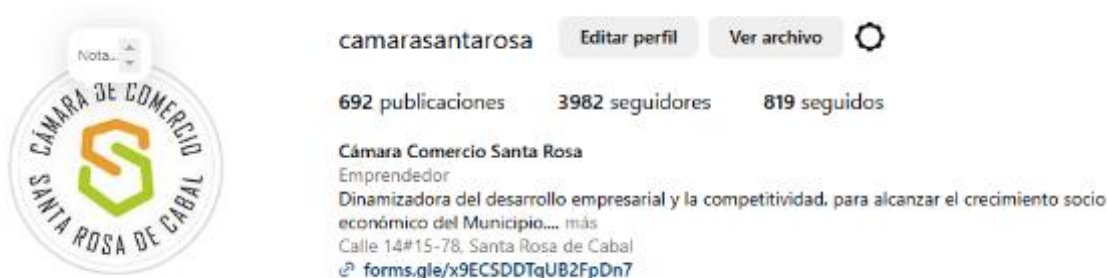 Nota...
CÁMARA DE COMERCIO
SANTA ROSA DE CABAL
camarasantarosa Editar perfil Ver archivo
692 publicaciones 3982 seguidores 819 seguidos
Cámara Comercio Santa Rosa
Emprendedor
Dinamizadora del desarrollo empresarial y la competitividad, para alcanzar el crecimiento socio
económico del Municipio.... más
Calle 14#15-78, Santa Rosa de Cabal
forms.gle/x9ECSDDTqUB2FpDn7